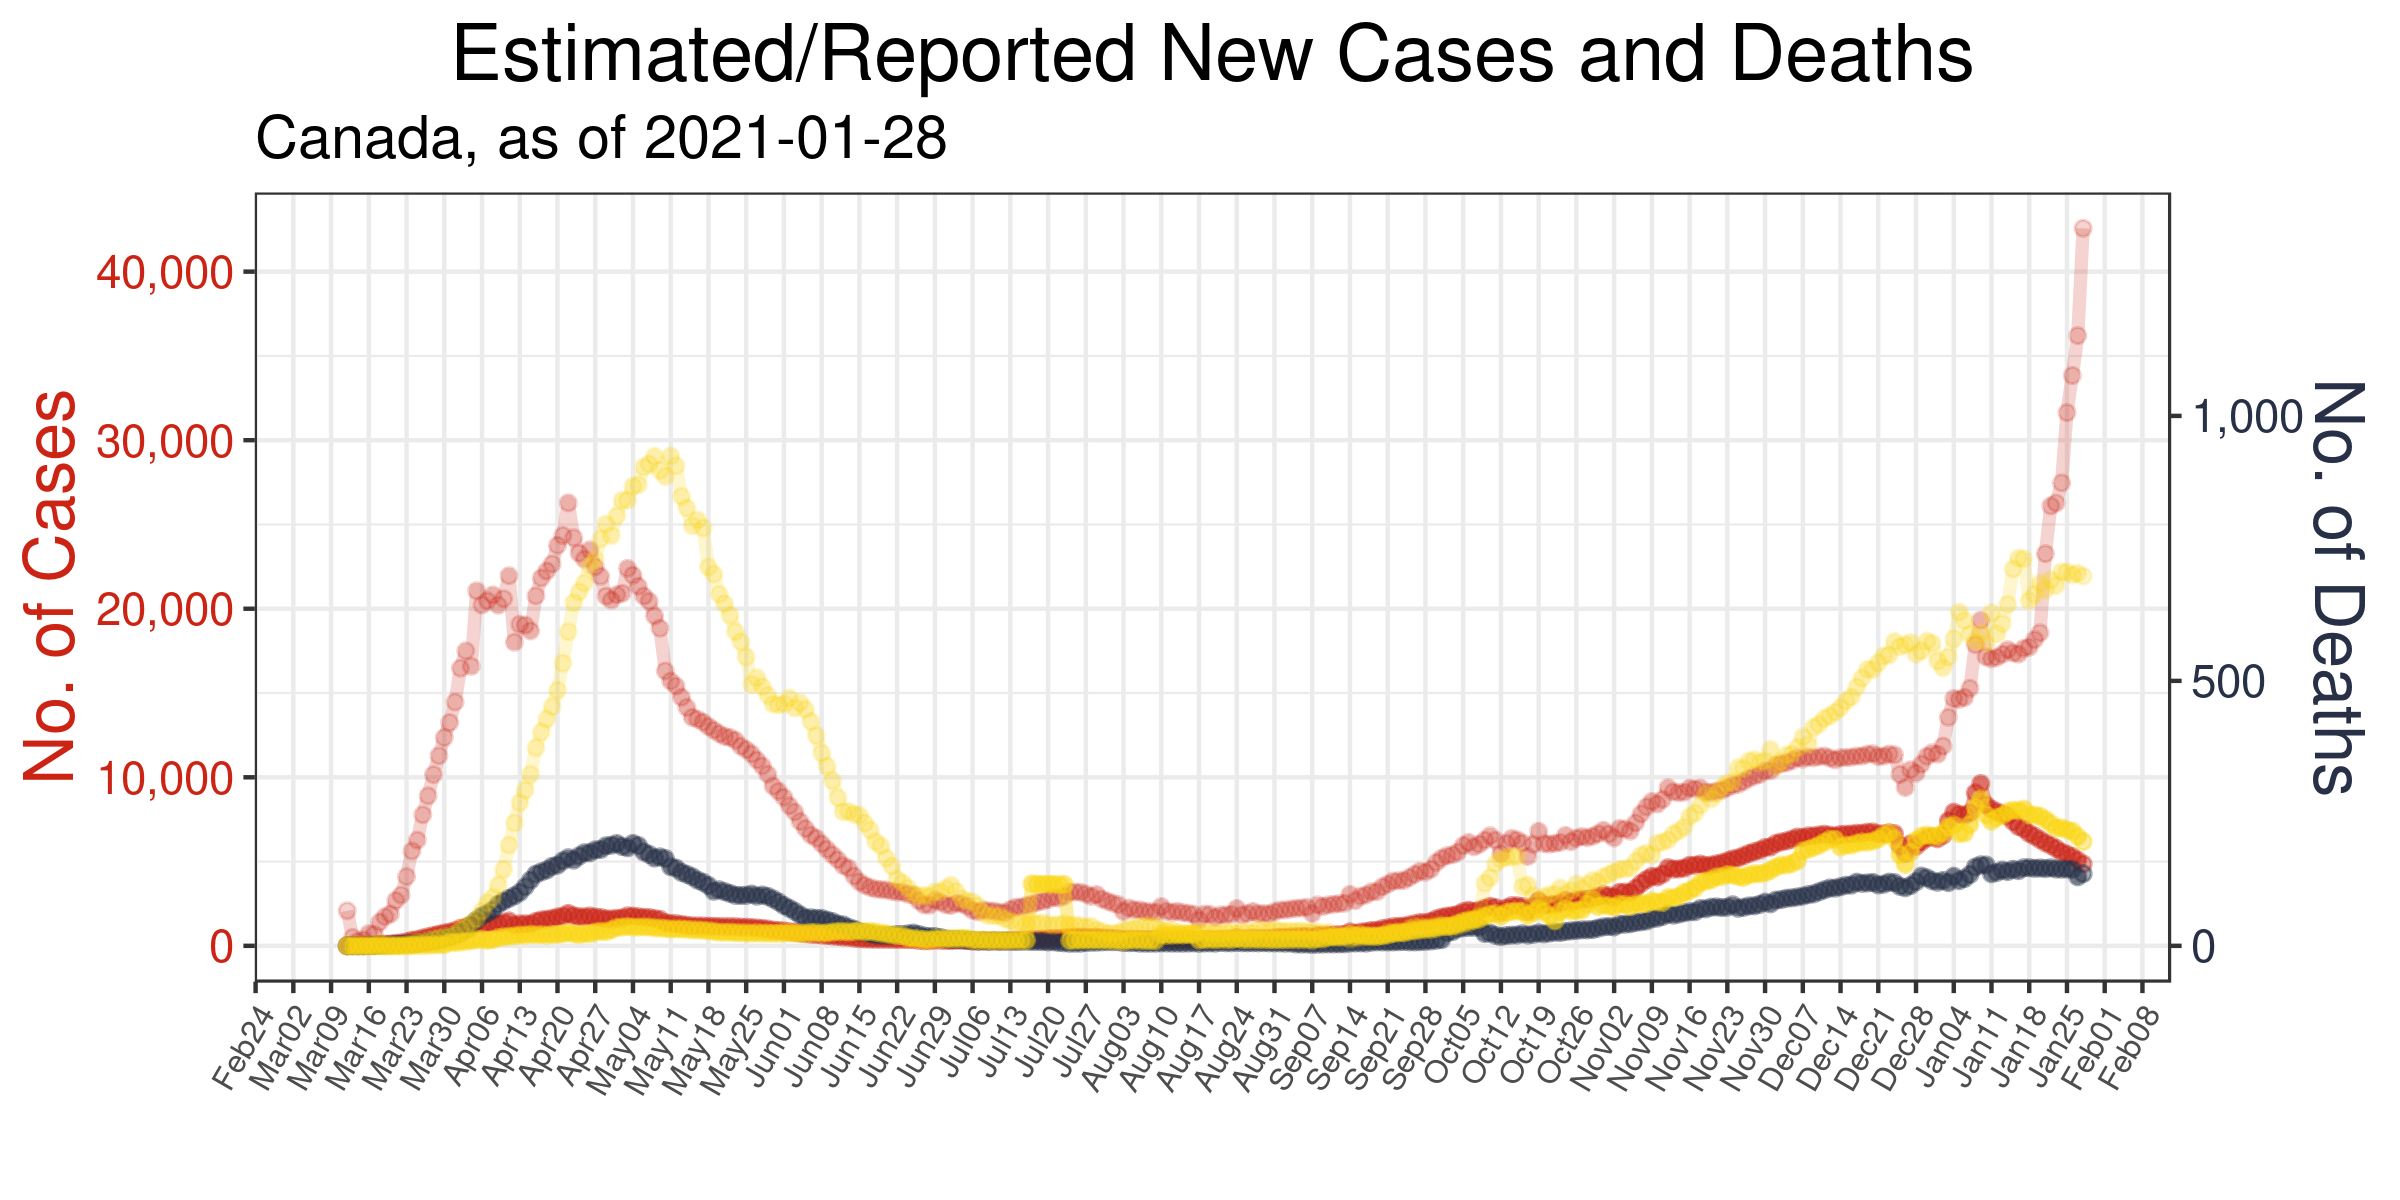 Estimated/Reported New Cases and Deaths
Canada, as of 2021-01-28
No. of Cases
40,000
30,000
20,000
10,000
0
1,000
500
0
No. of Deaths
Feb24
Mar02
Mar09
Mar16
Mar23
Mar30
Apr06
Apr13
Apr20
Apr27
May04
May11
May18
May25
Jun01
Jun08
Jun15
Jun22
Jun29
Jul06
Jul13
Jul20
Jul27
Aug03
Aug10
Aug17
Aug24
Aug31
Sep07
Sep14
Sep21
Sep28
Oct05
Oct12
Oct19
Oct26
Nov02
Nov09
Nov16
Nov23
Nov30
Dec07
Dec14
Dec21
Dec28
Jan04
Jan11
Jan18
Jan25
Feb01
Feb08